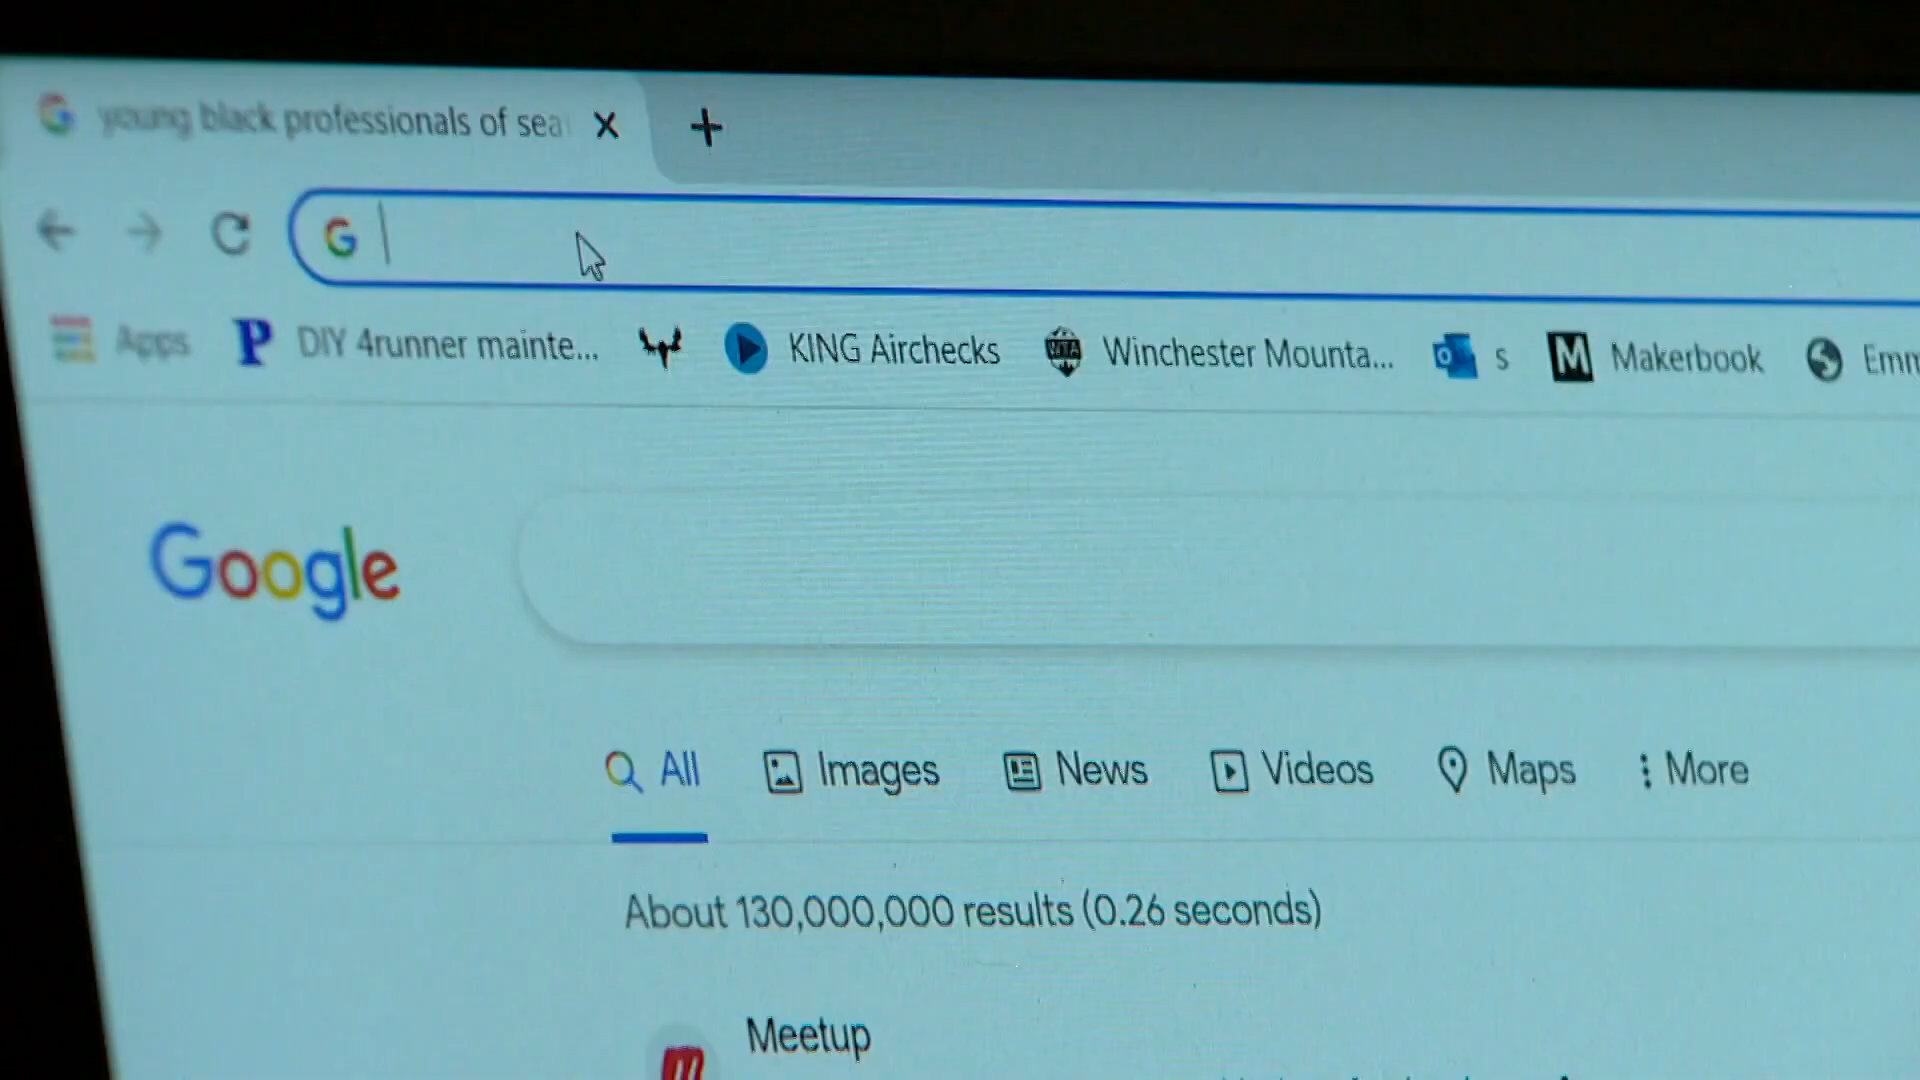 young black professionals of sea
Apps DIY 4runner mainte... KING Airchecks Winchester Mounta... s Makerbook Emm
Google
All Images News Videos Maps More
About 130,000,000 results (0.26 seconds)
Meetup